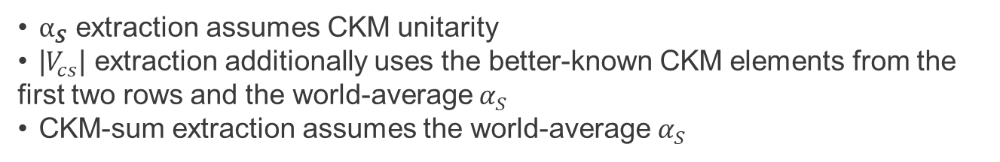 • α𝑺 extraction assumes CKM unitarity
• |V𝑐𝑠| extraction additionally uses the better-known CKM elements from the
first two rows and the world-average α𝑆
• CKM-sum extraction assumes the world-average α𝑆